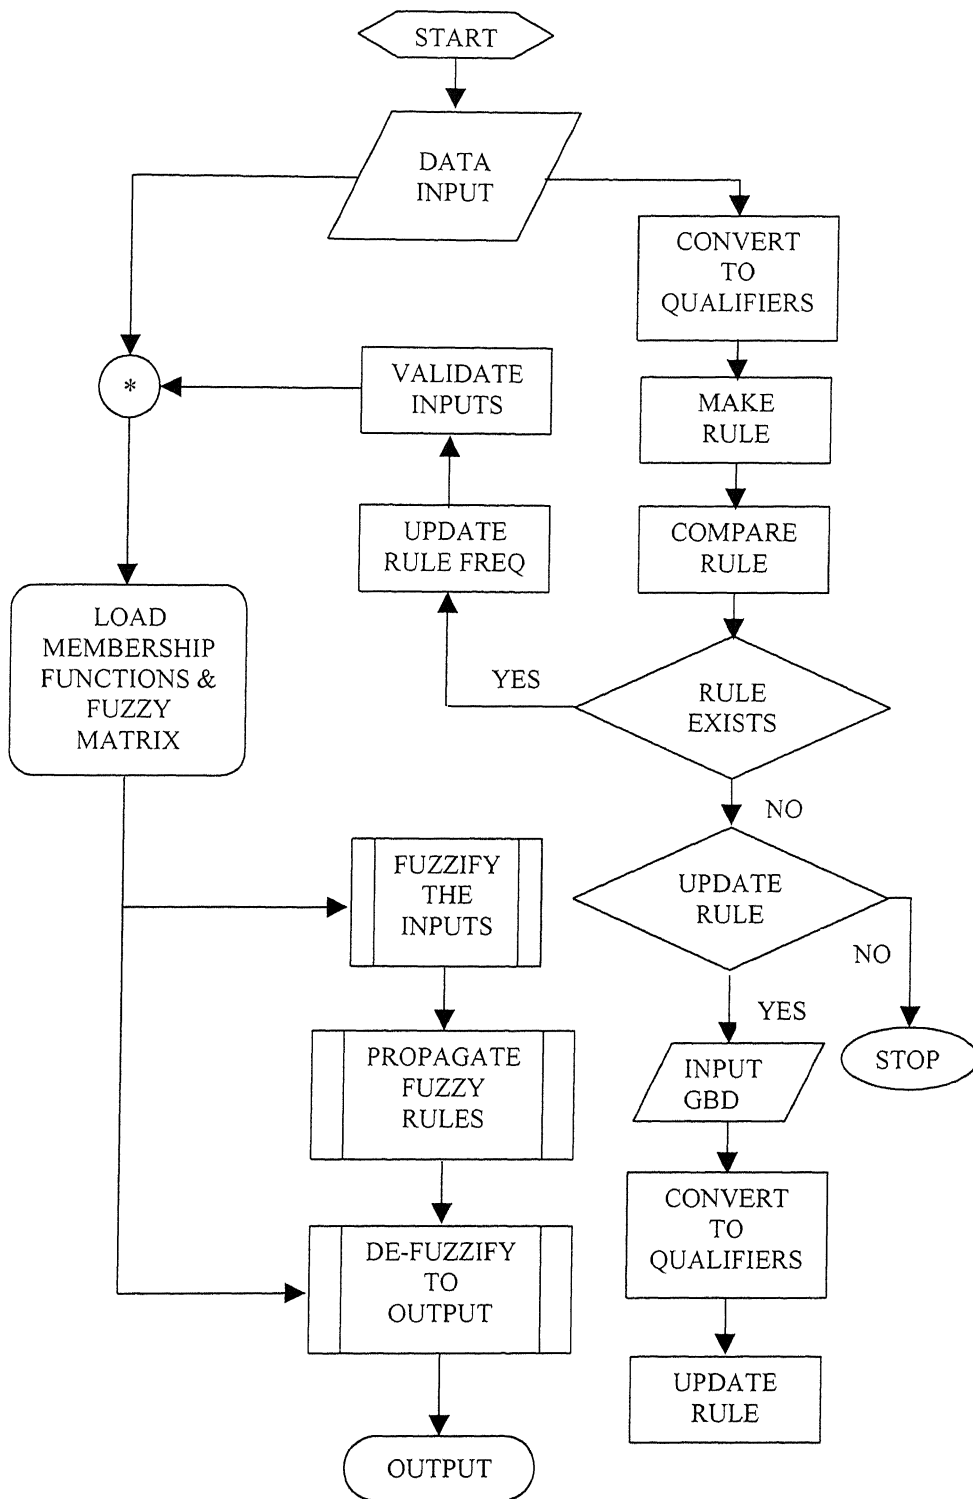 START
DATA
INPUT
CONVERT
TO
QUALIFIERS
*
VALIDATE
INPUTS
MAKE
RULE
UPDATE
RULE FREQ
COMPARE
RULE
LOAD
MEMBERSHIP
FUNCTIONS &
FUZZY
MATRIX
YES
RULE
EXISTS
NO
FUZZIFY
THE
INPUTS
UPDATE
RULE
NO
YES
PROPAGATE
FUZZY
RULES
INPUT
GBD
STOP
CONVERT
TO
QUALIFIERS
DE-FUZZIFY
TO
OUTPUT
UPDATE
RULE
OUTPUT